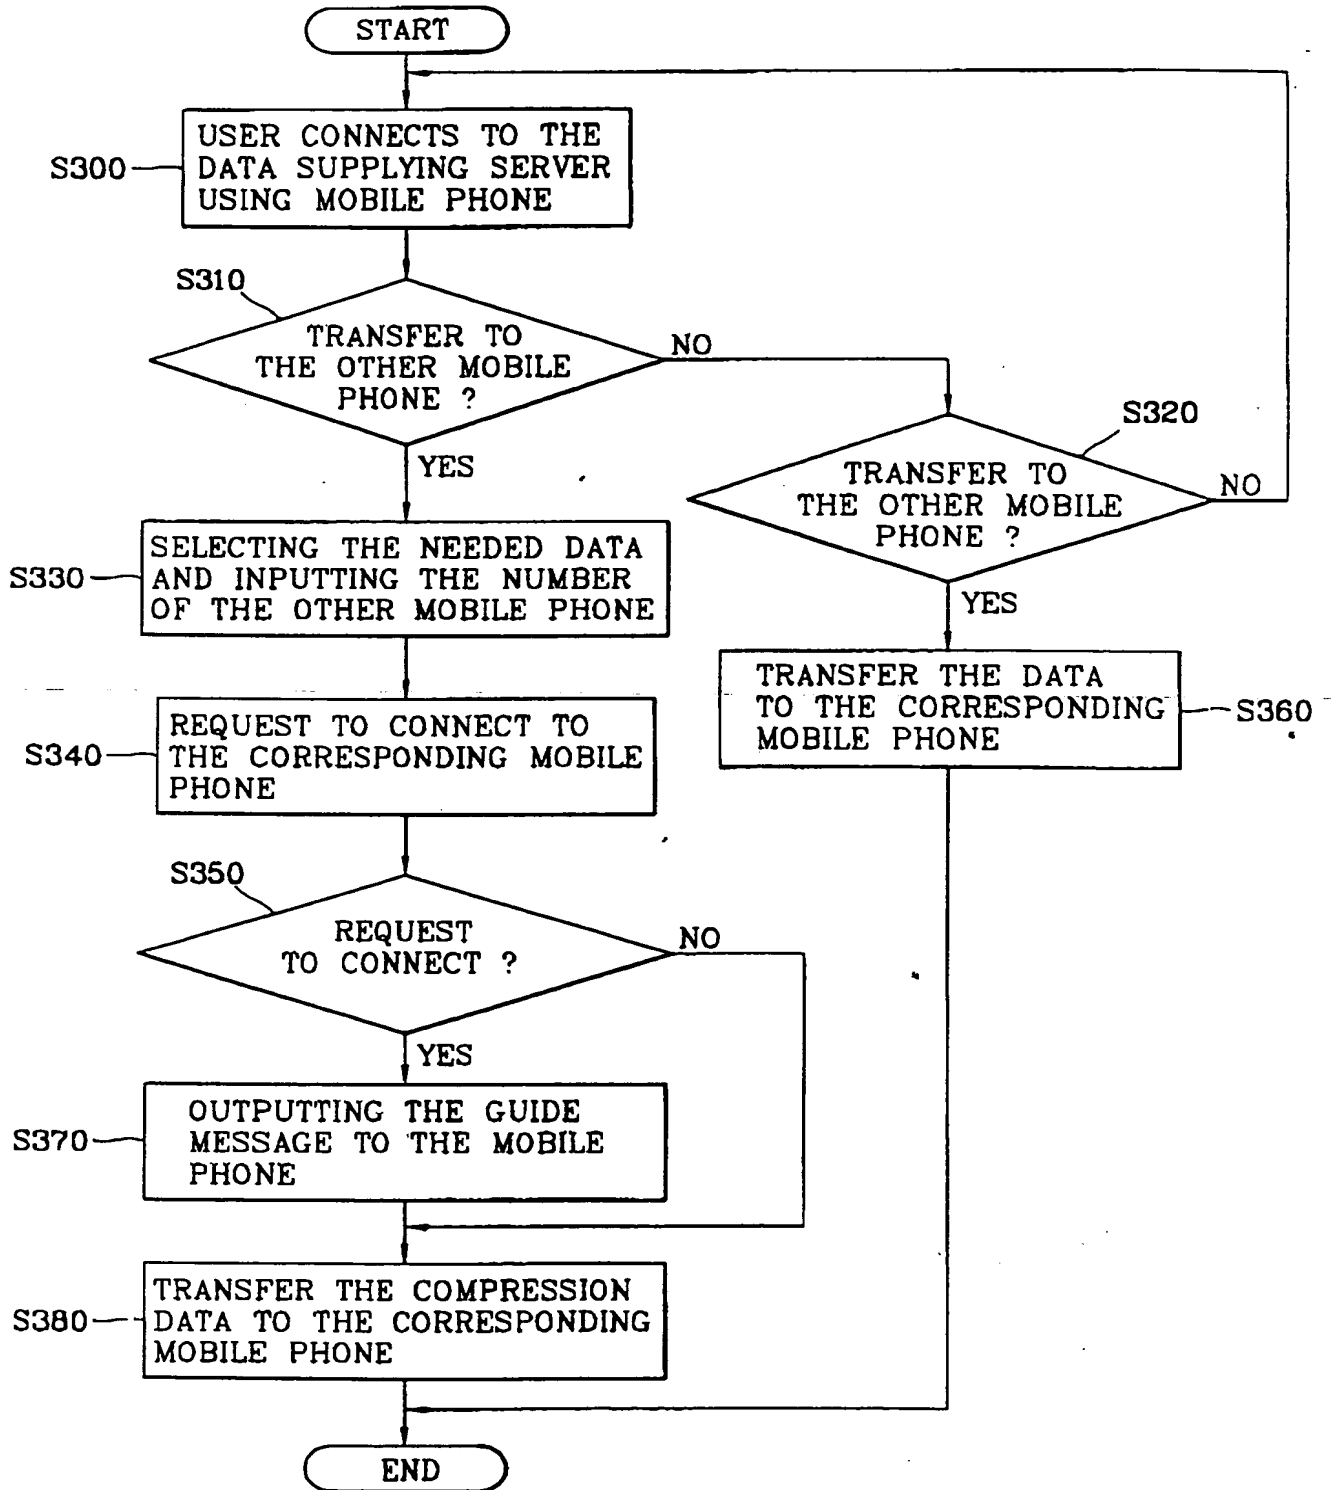 START
USER CONNECTS TO THE
DATA SUPPLYING SERVER
USING MOBILE PHONE
S300
S310
TRANSFER TO
THE OTHER MOBILE
PHONE ?
NO
YES
S320
TRANSFER TO
THE OTHER MOBILE
PHONE ?
NO
YES
SELECTING THE NEEDED DATA
AND INPUTTING THE NUMBER
OF THE OTHER MOBILE PHONE
S330
TRANSFER THE DATA
TO THE CORRESPONDING
MOBILE PHONE
S360
REQUEST TO CONNECT TO
THE CORRESPONDING MOBILE
PHONE
S340
S350
REQUEST
TO CONNECT ?
NO
YES
OUTPUTTING THE GUIDE
MESSAGE TO THE MOBILE
PHONE
S370
TRANSFER THE COMPRESSION
DATA TO THE CORRESPONDING
MOBILE PHONE
S380
END